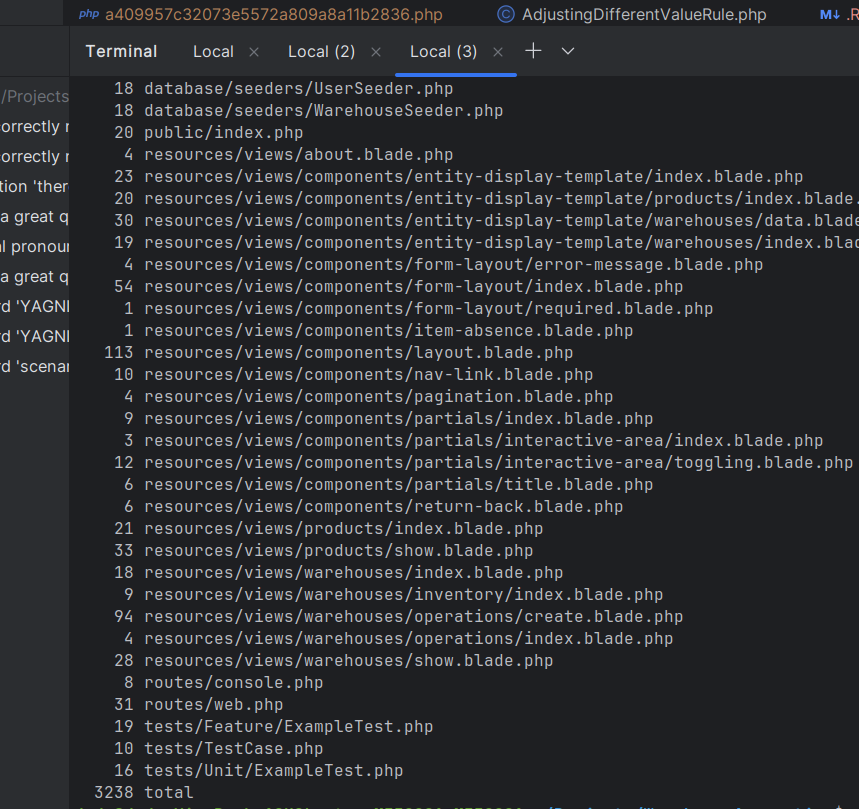 php a409957c32073e5572a809a8a11b2836.php
C AdjustingDifferentValueRule.php
M↓ .R
Terminal Local × Local (2) × Local (3) × +
/Projects
orrectly
orrectly
tion 'ther
a great q
al pronour
a great q
rd 'YAGNI
rd 'YAGNI
rd 'scenar
18 database/seeders/UserSeeder.php
18 database/seeders/WarehouseSeeder.php
20 public/index.php
4 resources/views/about.blade.php
23 resources/views/components/entity-display-template/index.blade.php
20 resources/views/components/entity-display-template/products/index.blade.
30 resources/views/components/entity-display-template/warehouses/data.blade
19 resources/views/components/entity-display-template/warehouses/index.blad
4 resources/views/components/form-layout/error-message.blade.php
54 resources/views/components/form-layout/index.blade.php
1 resources/views/components/form-layout/required.blade.php
1 resources/views/components/item-absence.blade.php
113 resources/views/components/layout.blade.php
10 resources/views/components/nav-link.blade.php
4 resources/views/components/pagination.blade.php
9 resources/views/components/partials/index.blade.php
3 resources/views/components/partials/interactive-area/index.blade.php
12 resources/views/components/partials/interactive-area/toggling.blade.php
6 resources/views/components/partials/title.blade.php
6 resources/views/components/return-back.blade.php
21 resources/views/products/index.blade.php
33 resources/views/products/show.blade.php
18 resources/views/warehouses/index.blade.php
9 resources/views/warehouses/inventory/index.blade.php
94 resources/views/warehouses/operations/create.blade.php
4 resources/views/warehouses/operations/index.blade.php
28 resources/views/warehouses/show.blade.php
8 routes/console.php
31 routes/web.php
19 tests/Feature/ExampleTest.php
10 tests/TestCase.php
16 tests/Unit/ExampleTest.php
3238 total